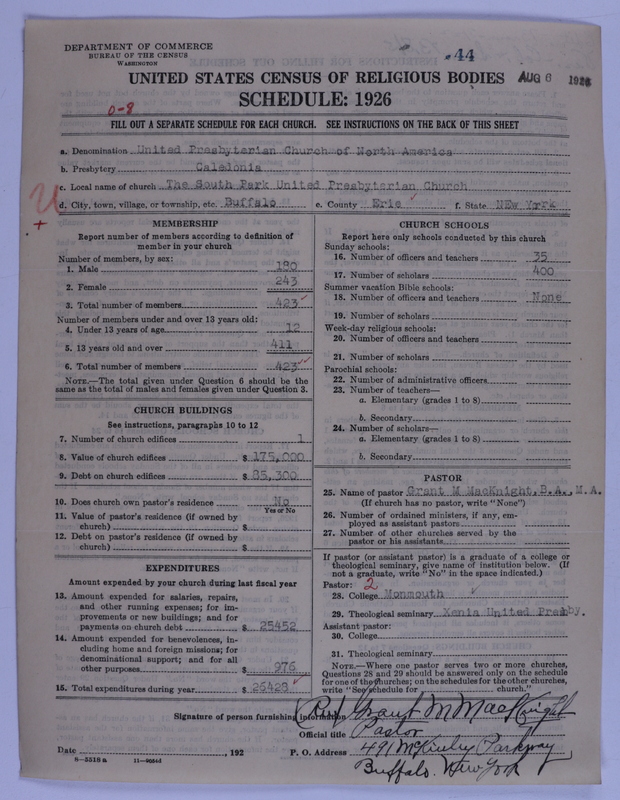 DEPARTMENT OF COMMERCE
BUREAU OF THE CENSUS
WASHINGTON
44
UNITED STATES CENSUS OF RELIGIOUS BODIES
AUG 6 1926
SCHEDULE: 1926
0-8
FILL OUT A SEPARATE SCHEDULE FOR EACH CHURCH. SEE INSTRUCTIONS ON THE BACK OF THIS SHEET
a. Denomination United Presbyterian Church of North America
b. Presbytery Caledonia
c. Local name of church The South Park United Presbyterian Church
d. City, town, village, or township, etc. Buffalo e. County Erie f. State NEw York
MEMBERSHIP
Report number of members according to definition of
member in your church
Number of members, by sex:
1. Male 180
2. Female 243
3. Total number of members 423
Number of members under and over 13 years old:
4. Under 13 years of age 12
5. 13 years old and over 411
6. Total number of members 423
NOTE.—The total given under Question 6 should be the
same as the total of males and females given under Question 3.
CHURCH BUILDINGS
See instructions, paragraphs 10 to 12
7. Number of church edifices 1
8. Value of church edifices $ 175,000
9. Debt on church edifices $ 85,300
10. Does church own pastor's residence No
Yes or No
11. Value of pastor's residence (if owned by
church) $
12. Debt on pastor's residence (if owned by
church) $
EXPENDITURES
Amount expended by your church during last fiscal year
13. Amount expended for salaries, repairs,
and other running expenses; for im-
provements or new buildings; and for
payments on church debt $ 25452
14. Amount expended for benevolences, in-
cluding home and foreign missions; for
denominational support; and for all
other purposes $ 976
15. Total expenditures during year $ 26428
CHURCH SCHOOLS
Report here only schools conducted by this church
Sunday schools:
16. Number of officers and teachers 35
17. Number of scholars 400
Summer vacation Bible schools:
18. Number of officers and teachers None
19. Number of scholars
Week-day religious schools:
20. Number of officers and teachers
21. Number of scholars
Parochial schools:
22. Number of administrative officers
23. Number of teachers—
a. Elementary (grades 1 to 8)
b. Secondary
24. Number of scholars—
a. Elementary (grades 1 to 8)
b. Secondary
PASTOR
25. Name of pastor Grant M MacKnight, B.A., M.A.
(If church has no pastor, write "None")
26. Number of ordained ministers, if any, em-
ployed as assistant pastors
27. Number of other churches served by the
pastor or his assistants
If pastor (or assistant pastor) is a graduate of a college or
theological seminary, give name of institution below. (If
not a graduate, write "No" in the space indicated.)
Pastor: 2
28. College Monmouth
29. Theological seminary Xenia United Presby.
Assistant pastor:
30. College
31. Theological seminary
NOTE.—Where one pastor serves two or more churches,
Questions 28 and 29 should be answered only on the schedule
for one of the churches; on the schedules for the other churches,
write "See schedule for church."
Signature of person furnishing information Rev Grant M MacKnight
Official title Pastor
Date , 192 P. O. Address 491 McKinley Parkway
8-3518 a 11-9054d Buffalo. New York